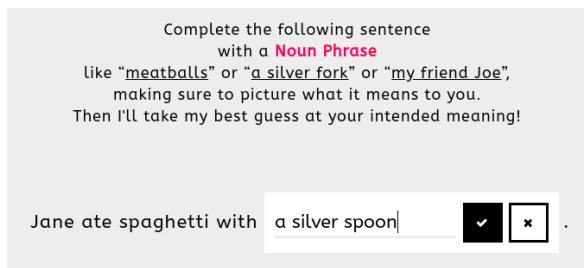 Complete the following sentence
with a Noun Phrase
like “meatballs” or “a silver fork” or “my friend Joe”,
making sure to picture what it means to you.
Then I'll take my best guess at your intended meaning!
Jane ate spaghetti with a silver spoon .